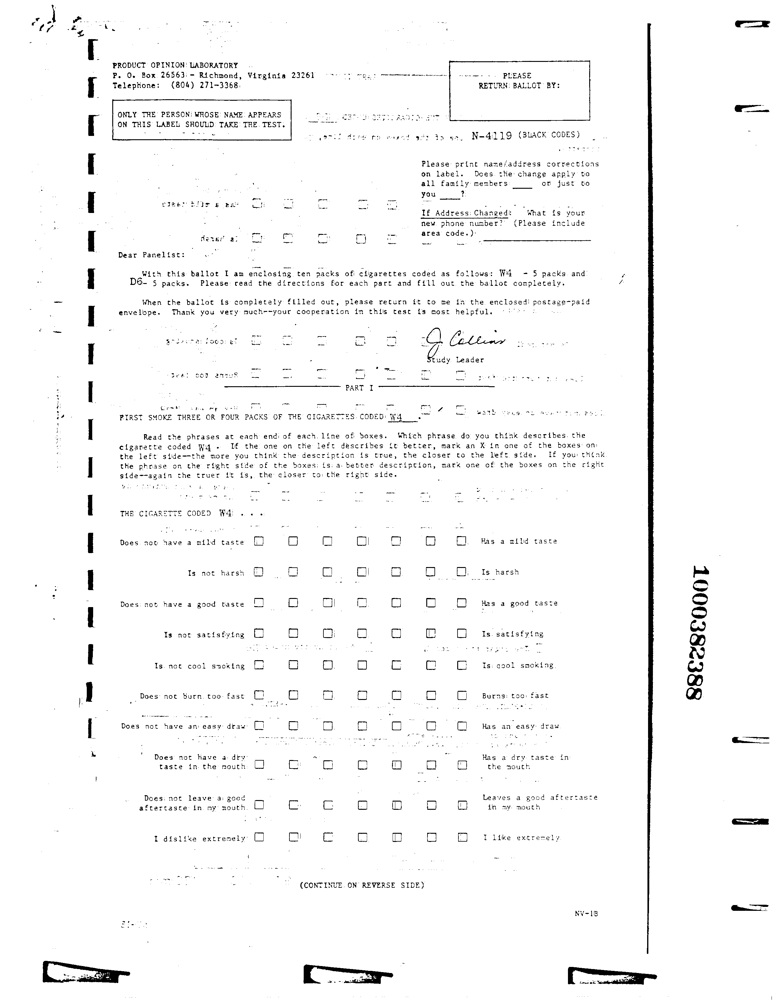 PRODUCT OPINION LABORATORY
P. O. Box 26563 - Richmond, Virginia 23261
Telephone: (804) 271-3368
PLEASE
RETURN BALLOT BY:
ONLY THE PERSON WHOSE NAME APPEARS
ON THIS LABEL SHOULD TAKE THE TEST.
N-4119 (BLACK CODES)
Please print name/address corrections
on label. Does the change apply to
all family members ____ or just to
you ____?
If Address Changed: What is your
new phone number? (Please include
area code.)
Dear Panelist:
With this ballot I am enclosing ten packs of cigarettes coded as follows: W4 - 5 packs and
D6- 5 packs. Please read the directions for each part and fill out the ballot completely.
When the ballot is completely filled out, please return it to me in the enclosed postage-paid
envelope. Thank you very much--your cooperation in this test is most helpful.
J Collins
Study Leader
PART I
FIRST SMOKE THREE OR FOUR PACKS OF THE CIGARETTES CODED W4.
Read the phrases at each end of each line of boxes. Which phrase do you think describes the
cigarette coded W4. If the one on the left describes it better, mark an X in one of the boxes on
the left side--the more you think the description is true, the closer to the left side. If you think
the phrase on the right side of the boxes is a better description, mark one of the boxes on the right
side--again the truer it is, the closer to the right side.
THE CIGARETTE CODED W4 . . .
Does not have a mild taste Has a mild taste
Is not harsh Is harsh
Does not have a good taste Has a good taste
Is not satisfying Is satisfying
Is not cool smoking Is cool smoking
Does not burn too fast Burns too fast
Does not have an easy draw Has an easy draw
Does not have a dry Has a dry taste in
taste in the mouth the mouth
Does not leave a good Leaves a good aftertaste
aftertaste in my mouth in my mouth
I dislike extremely I like extremely
(CONTINUE ON REVERSE SIDE)
NV-1B
1000382388